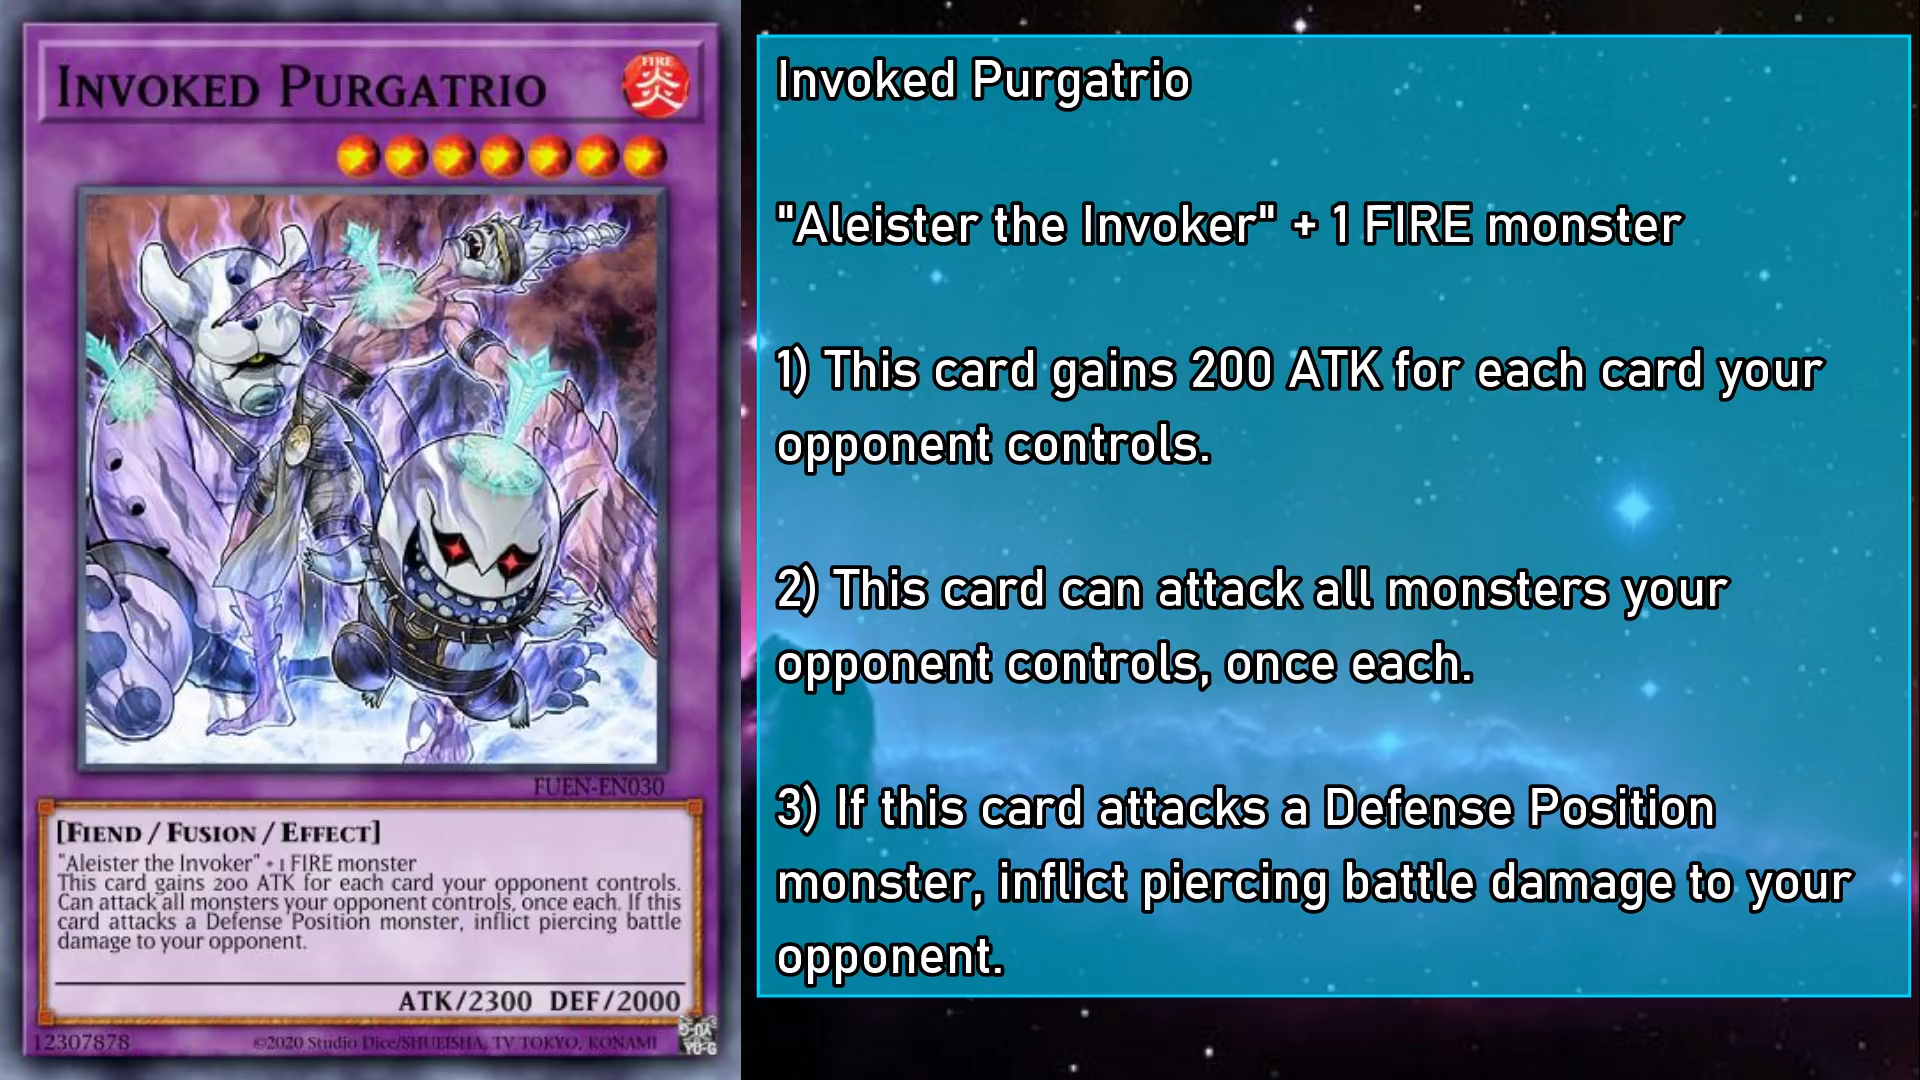 INVOKED PURGATRIO
FIRE
炎
FUEN-EN030
[FIEND / FUSION / EFFECT]
"Aleister the Invoker" + 1 FIRE monster
This card gains 200 ATK for each card your opponent controls.
Can attack all monsters your opponent controls, once each. If this
card attacks a Defense Position monster, inflict piercing battle
damage to your opponent.
ATK/2300 DEF/2000
12307878
©2020 Studio Dice/SHUEISHA, TV TOKYO, KONAMI
Invoked Purgatrio
"Aleister the Invoker" + 1 FIRE monster
1) This card gains 200 ATK for each card your
opponent controls.
2) This card can attack all monsters your
opponent controls, once each.
3) If this card attacks a Defense Position
monster, inflict piercing battle damage to your
opponent.